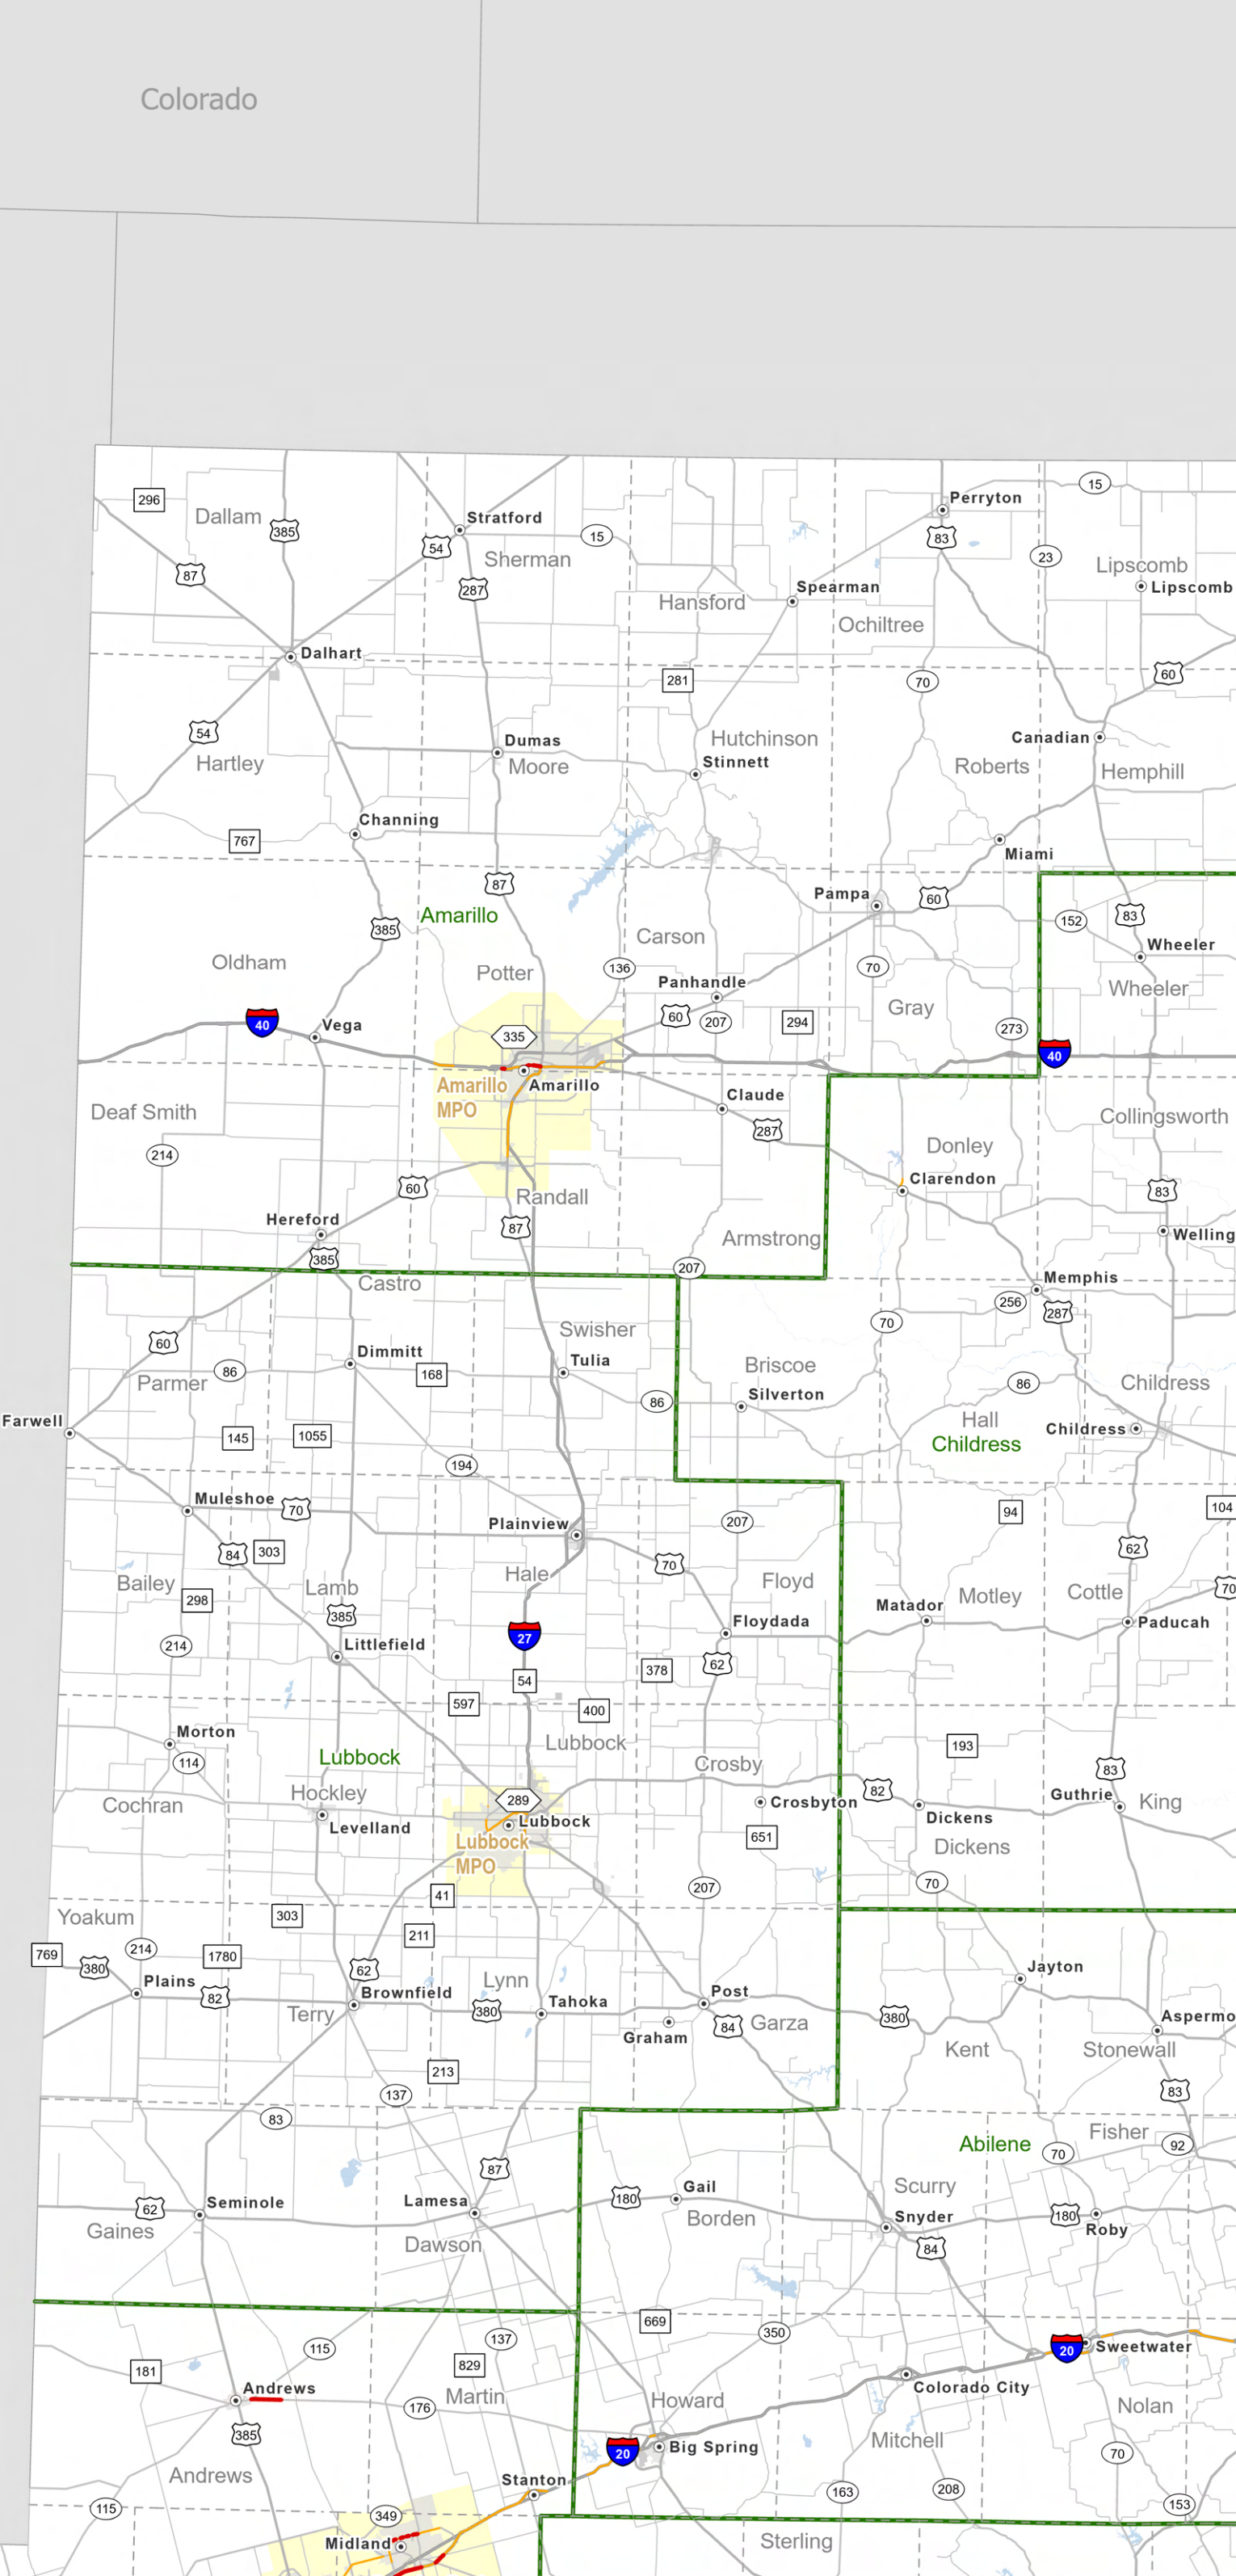 Colorado
296
Dallam
385
Stratford
54
Sherman
15
87
287
Perryton
83
15
23
Lipscomb
Lipscomb
Hansford
Spearman
Ochiltree
Dalhart
281
70
60
54
Hartley
Dumas
Moore
Hutchinson
Stinnett
Canadian
Roberts
Hemphill
Channing
767
Miami
87
Pampa
60
83
152
Amarillo
385
Carson
Wheeler
Oldham
Potter
136
Panhandle
70
Wheeler
Gray
40
Vega
335
60
207
294
273
40
Amarillo
MPO
Amarillo
Claude
Deaf Smith
287
Collingsworth
214
Donley
60
Clarendon
83
Randall
Hereford
87
Armstrong
Welling
385
207
Castro
Memphis
256
287
60
Swisher
70
Dimmitt
Tulia
Briscoe
Parmer
86
168
86
Silverton
86
Childress
Farwell
145
1055
Hall
Childress
Childress
194
Muleshoe
70
Plainview
207
94
104
84
303
70
62
Bailey
Lamb
Hale
Floyd
Motley
Cottle
70
298
385
Matador
214
27
Floydada
Paducah
Littlefield
54
378
62
597
400
Morton
114
Lubbock
Lubbock
193
Crosby
83
Cochran
Hockley
289
82
Guthrie
King
Levelland
Lubbock
Crosbyton
Dickens
Lubbock
MPO
651
Dickens
41
207
70
Yoakum
303
211
769
380
214
1780
62
Jayton
Plains
82
Brownfield
Lynn
380
Tahoka
Post
380
Aspermo
Terry
Graham
84
Garza
Kent
Stonewall
213
137
83
83
Abilene
Fisher
70
92
87
Scurry
62
Seminole
Lamesa
180
Gail
Snyder
180
Roby
Gaines
Dawson
Borden
84
669
115
137
350
181
829
20
Sweetwater
Andrews
Martin
176
Howard
Colorado City
Nolan
385
20
Big Spring
Mitchell
70
Andrews
Stanton
115
349
163
208
153
Midland
Sterling